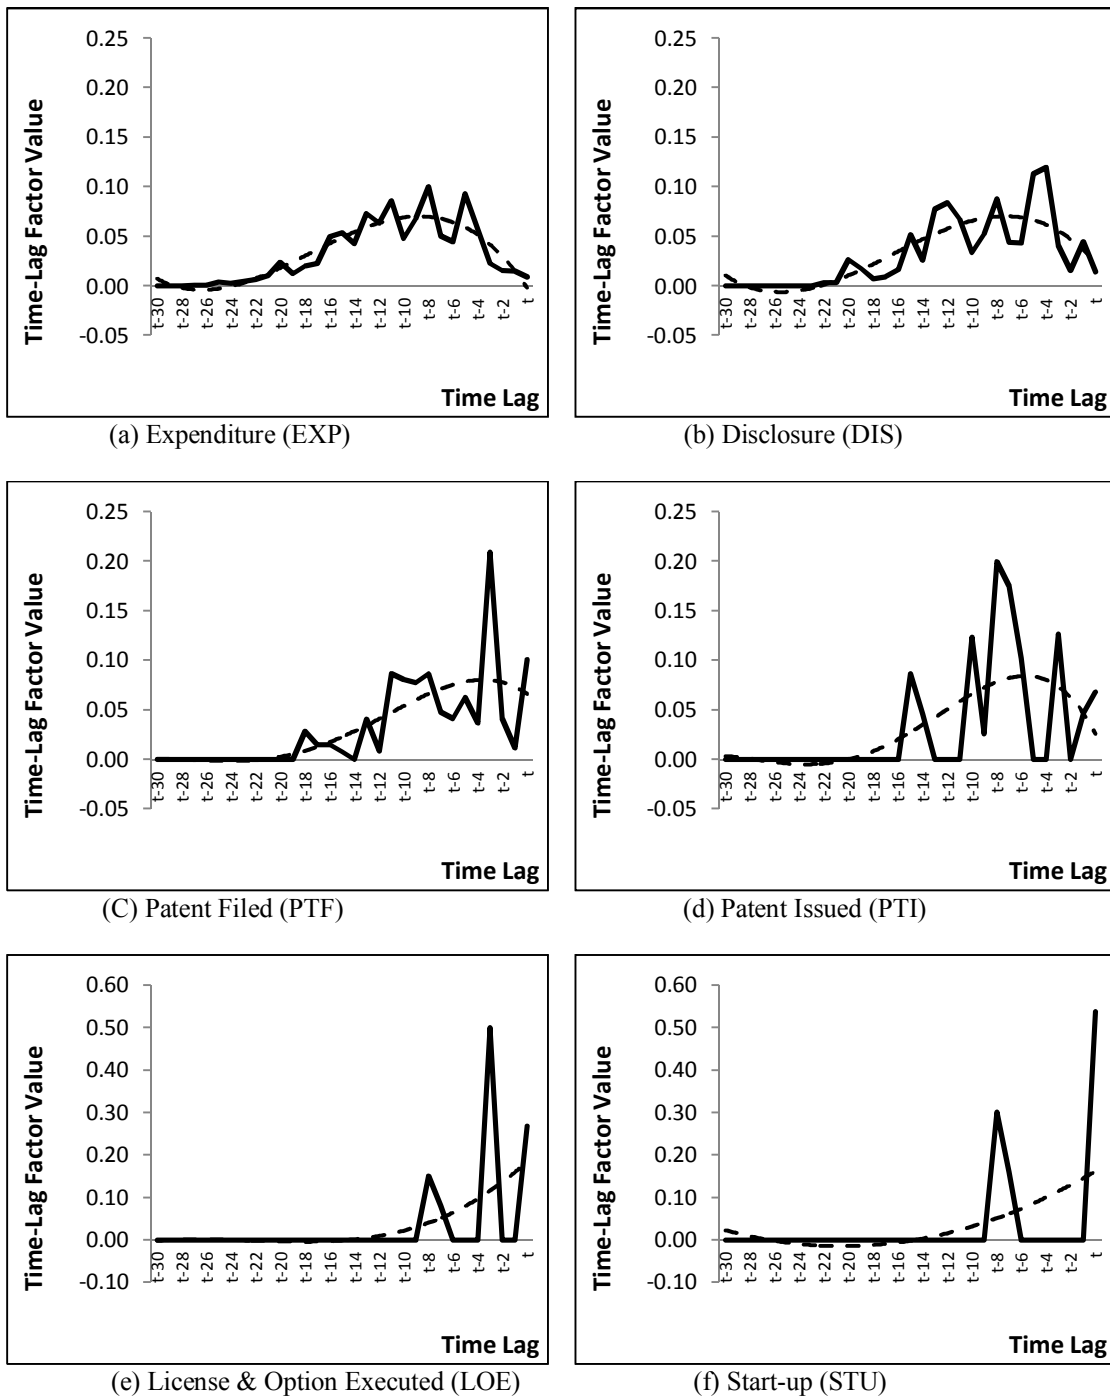 0.25
0.20
0.15
0.10
0.05
0.00
-0.05
Time-Lag Factor Value
t-30 t-28 t-26 t-24 t-22 t-20 t-18 t-16 t-14 t-12 t-10 t-8 t-6 t-4 t-2 t
Time Lag
(a) Expenditure (EXP)
0.25
0.20
0.15
0.10
0.05
0.00
-0.05
Time-Lag Factor Value
t-30 t-28 t-26 t-24 t-22 t-20 t-18 t-16 t-14 t-12 t-10 t-8 t-6 t-4 t-2 t
Time Lag
(b) Disclosure (DIS)
0.25
0.20
0.15
0.10
0.05
0.00
-0.05
Time-Lag Factor Value
t-30 t-28 t-26 t-24 t-22 t-20 t-18 t-16 t-14 t-12 t-10 t-8 t-6 t-4 t-2 t
Time Lag
(C) Patent Filed (PTF)
0.25
0.20
0.15
0.10
0.05
0.00
-0.05
Time-Lag Factor Value
t-30 t-28 t-26 t-24 t-22 t-20 t-18 t-16 t-14 t-12 t-10 t-8 t-6 t-4 t-2 t
Time Lag
(d) Patent Issued (PTI)
0.60
0.50
0.40
0.30
0.20
0.10
0.00
-0.10
Time-Lag Factor Value
t-30 t-28 t-26 t-24 t-22 t-20 t-18 t-16 t-14 t-12 t-10 t-8 t-6 t-4 t-2 t
Time Lag
(e) License & Option Executed (LOE)
0.60
0.50
0.40
0.30
0.20
0.10
0.00
-0.10
Time-Lag Factor Value
t-30 t-28 t-26 t-24 t-22 t-20 t-18 t-16 t-14 t-12 t-10 t-8 t-6 t-4 t-2 t
Time Lag
(f) Start-up (STU)